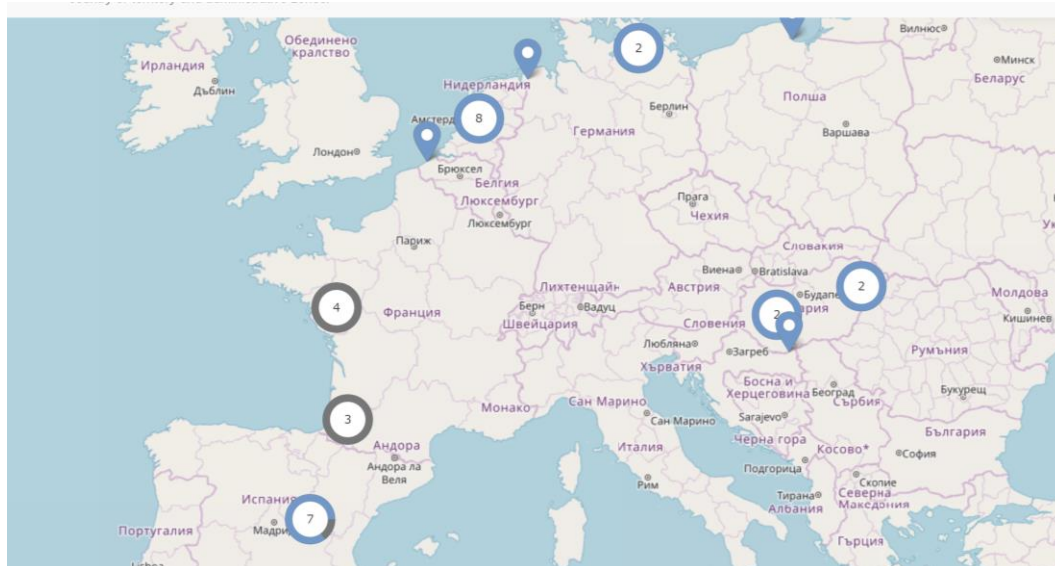 Обединено
кралство
Ирландия
Дъблин
Лондон
Нидерландия
Амстерд
Брюксел
Белгия
Люксембург
Люксембург
Париж
Франция
2
8
Берлин
Германия
Полша
Варшава
Вилнюс
Минск
Беларус
Прага
Чехия
Словакия
Виена
Bratislava
Австрия
Будапе
2
2
ария
Молдова
Кишинев
Лихтенщайн
Берн
Вадуц
Швейцария
Словения
Любляна
Загреб
Хърватия
Румъния
Букурещ
4
3
Монако
Сан Марино
Сан Марино
Босна и
Херцеговина
Sarajevo
Белград
Сърбия
България
София
Черна гора
Косово*
Подгорица
Скопие
Северна
Македония
Тирана
Албания
Гърция
Италия
Рим
Андора
Андора ла
Веля
Испания
Мадри
7
Португалия